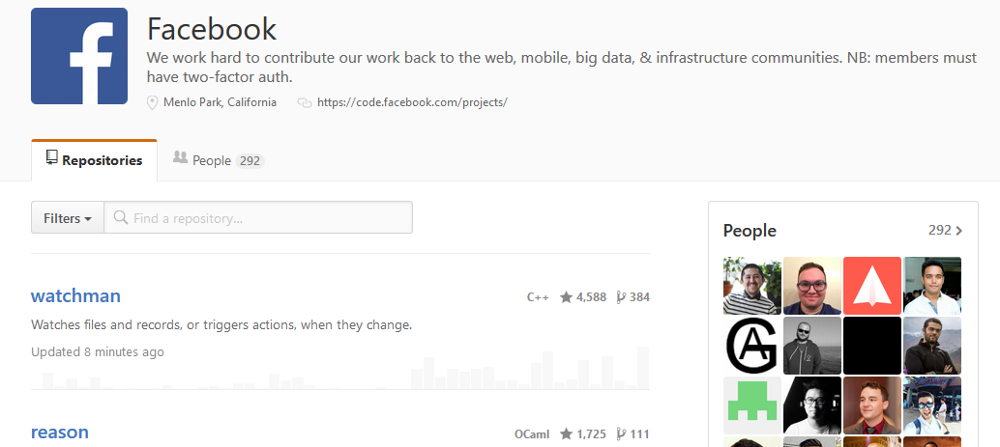 Facebook
We work hard to contribute our work back to the web, mobile, big data, & infrastructure communities. NB: members must
have two-factor auth.
Menlo Park, California https://code.facebook.com/projects/
Repositories People 292
Filters Find a repository...
People 292
watchman C++ 4,588 384
Watches files and records, or triggers actions, when they change.
Updated 8 minutes ago
reason OCaml 1,725 111